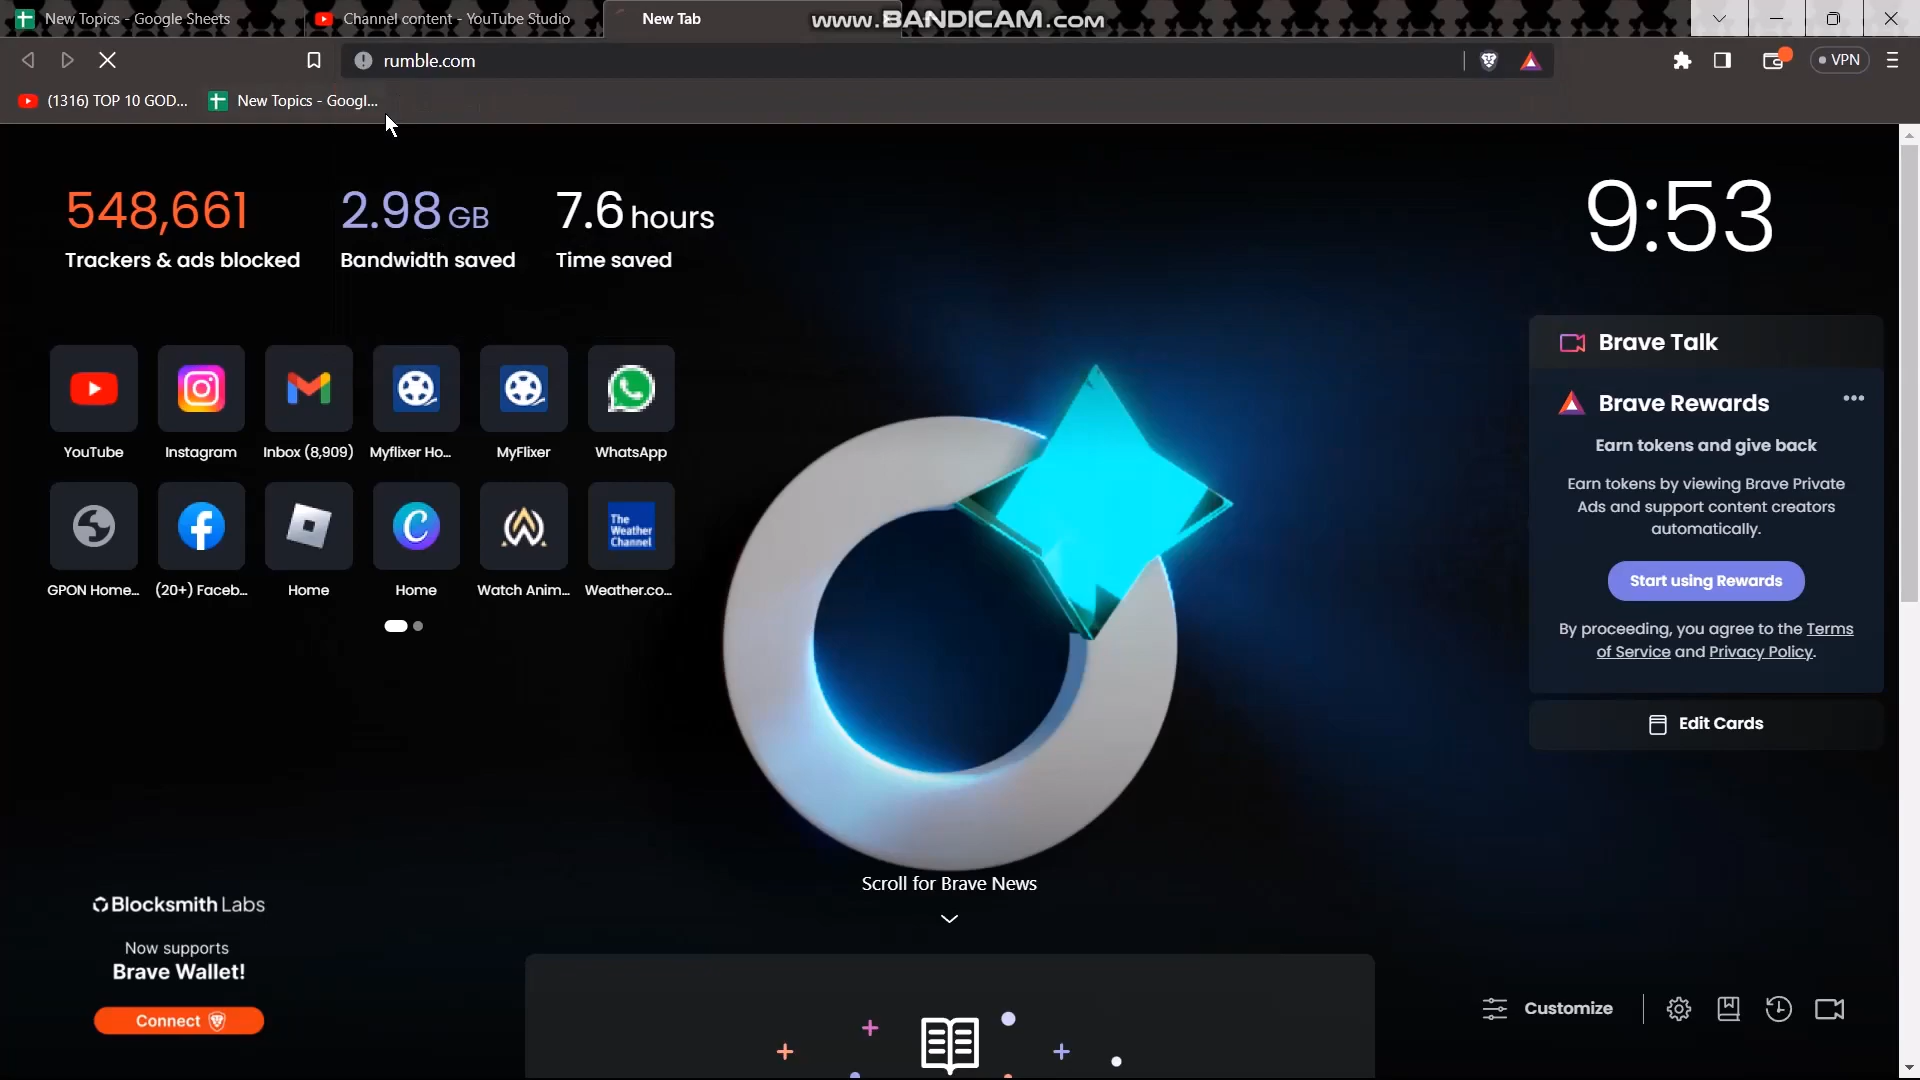 New Topics - Google Sheets
Channel content - YouTube Studio
New Tab
www.BANDICAM.com
rumble.com
VPN
(1316) TOP 10 GOD...
New Topics - Googl...
548,661
Trackers & ads blocked
2.98 GB
Bandwidth saved
7.6 hours
Time saved
9:53
YouTube
Instagram
Inbox (8,909)
Myflixer Ho...
MyFlixer
WhatsApp
The
Weather
Channel
GPON Home...
(20+) Faceb...
Home
Home
Watch Anim...
Weather.co...
Brave Talk
Brave Rewards
Earn tokens and give back
Earn tokens by viewing Brave Private
Ads and support content creators
automatically.
Start using Rewards
By proceeding, you agree to the Terms
of Service and Privacy Policy.
Edit Cards
Scroll for Brave News
Blocksmith Labs
Now supports
Brave Wallet!
Connect
Customize